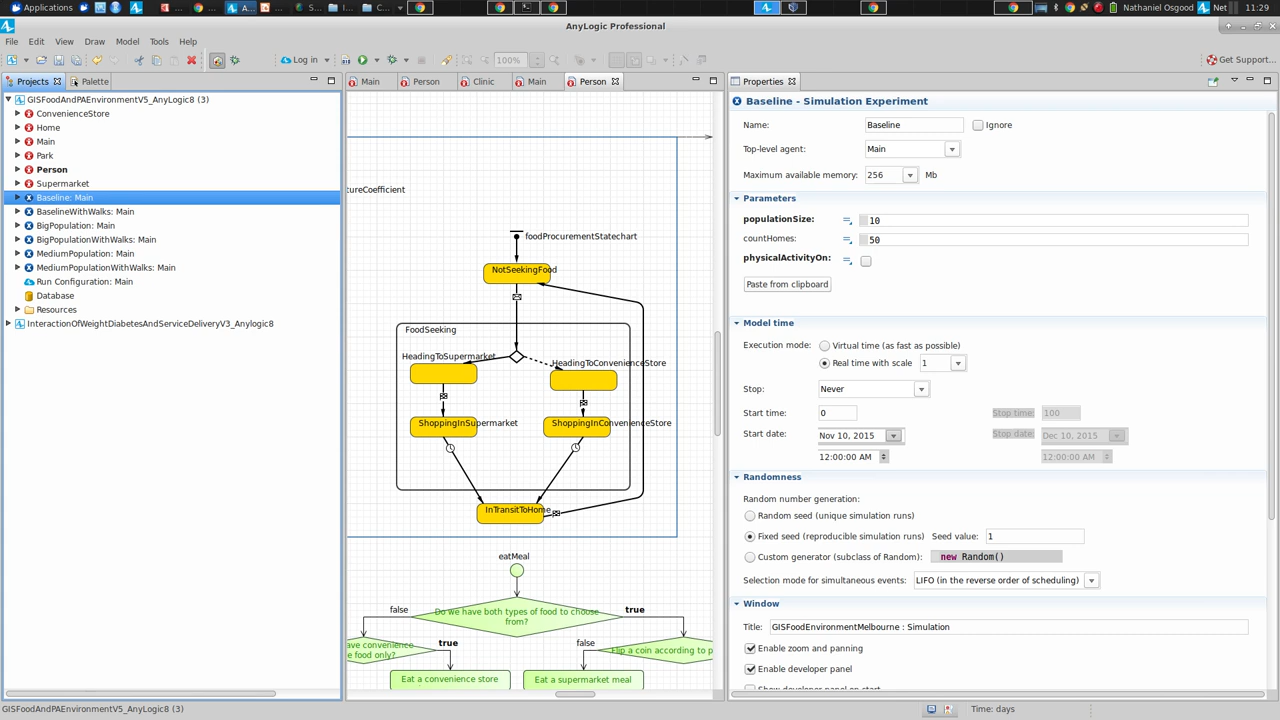 Applications
A...
Nathaniel Osgood
Net
11:29
AnyLogic Professional
File Edit View Draw Model Tools Help
Log in
100%
Get Support...
Projects
Palette
Main
Person
Clinic
Main
Person
Properties
GISFoodAndPAEnvironmentV5_AnyLogic8 (3)
ConvenienceStore
Home
Main
Park
Person
Supermarket
Baseline: Main
BaselineWithWalks: Main
BigPopulation: Main
BigPopulationWithWalks: Main
MediumPopulation: Main
MediumPopulationWithWalks: Main
Run Configuration: Main
Database
Resources
InteractionOfWeightDiabetesAndServiceDeliveryV3_Anylogic8
tureCoefficient
foodProcurementStatechart
NotSeekingFood
FoodSeeking
HeadingToSupermarket
HeadingToConvenienceStore
ShoppingInSupermarket
ShoppingInConvenienceStore
InTransitToHome
eatMeal
false
Do we have both types of food to choose
from?
true
ave convenience
e food only?
true
false
Flip a coin according to p
Eat a convenience store
Eat a supermarket meal
Baseline - Simulation Experiment
Name: Baseline Ignore
Top-level agent: Main
Maximum available memory: 256 Mb
Parameters
populationSize: 10
countHomes: 50
physicalActivityOn:
Paste from clipboard
Model time
Execution mode: Virtual time (as fast as possible)
Real time with scale 1
Stop: Never
Start time: 0 Stop time: 100
Start date: Nov 10, 2015 Stop date: Dec 10, 2015
12:00:00 AM 12:00:00 AM
Randomness
Random number generation:
Random seed (unique simulation runs)
Fixed seed (reproducible simulation runs) Seed value: 1
Custom generator (subclass of Random): new Random()
Selection mode for simultaneous events: LIFO (in the reverse order of scheduling)
Window
Title: GISFoodEnvironmentMelbourne : Simulation
Enable zoom and panning
Enable developer panel
Show developer panel on start
GISFoodAndPAEnvironmentV5_AnyLogic8 (3)
Time: days